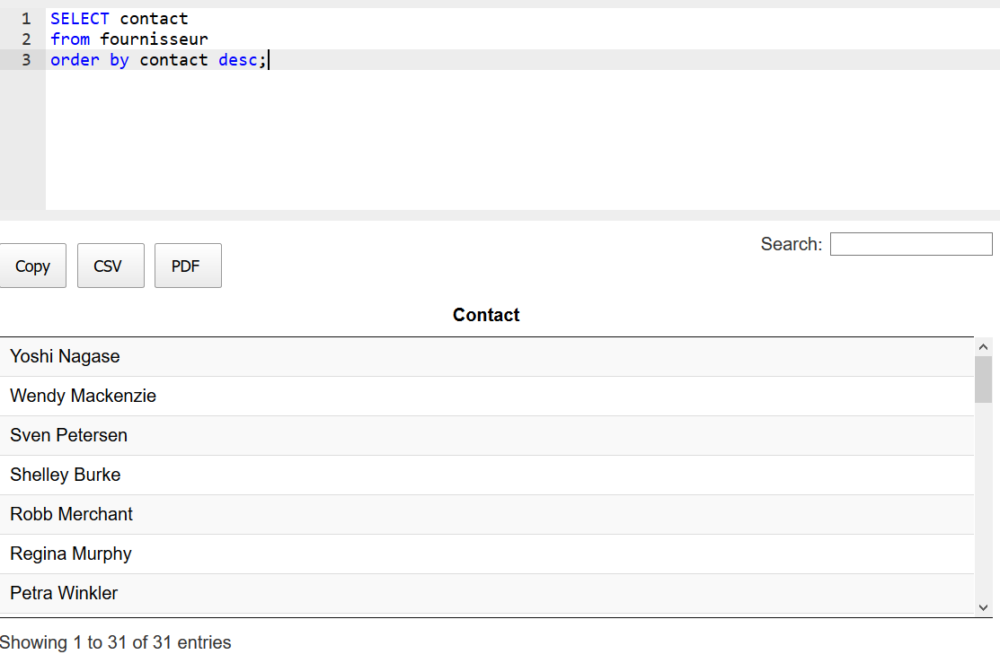 1 SELECT contact
2 from fournisseur
3 order by contact desc;
Search:
Copy CSV PDF
Contact
Yoshi Nagase
Wendy Mackenzie
Sven Petersen
Shelley Burke
Robb Merchant
Regina Murphy
Petra Winkler
Showing 1 to 31 of 31 entries